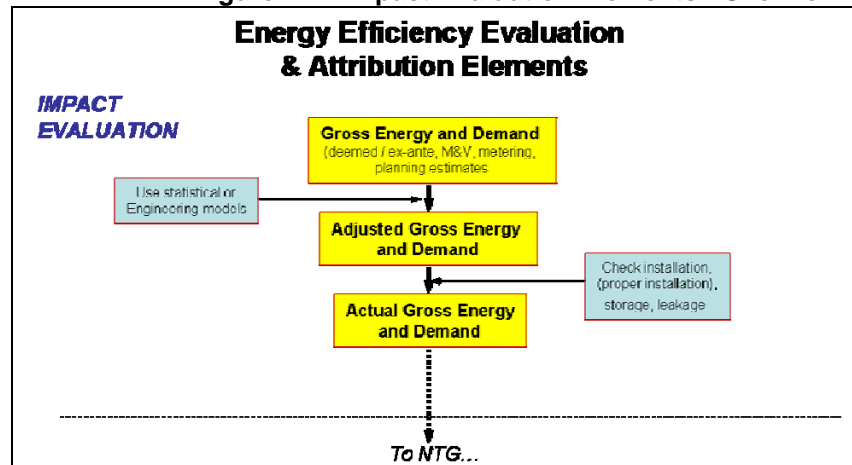 Energy Efficiency Evaluation
& Attribution Elements
IMPACT
EVALUATION
Gross Energy and Demand
(deemed / ex-ante, M&V, metering,
planning estimates
Use statistical or
Engineering models
Adjusted Gross Energy
and Demand
Check installation,
(proper installation),
storage, leakage
Actual Gross Energy
and Demand
To NTG...